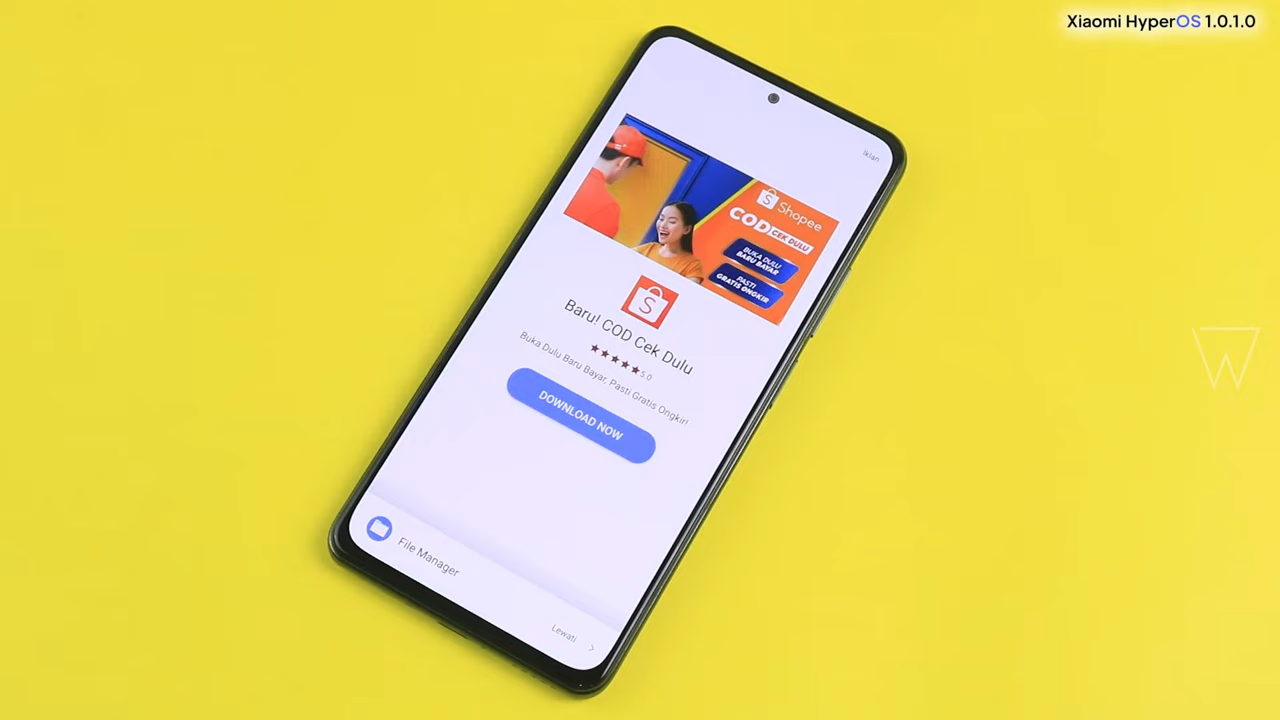 Xiaomi HyperOS 1.0.1.0
Iklan
Shopee
COD CEK DULU
BUKA DULU
BARU BAYAR
PASTI
GRATIS ONGKIR
S
Baru! COD Cek Dulu
5.0
Buka Dulu Baru Bayar, Pasti Gratis Ongkir!
DOWNLOAD NOW
File Manager
Lewati
W